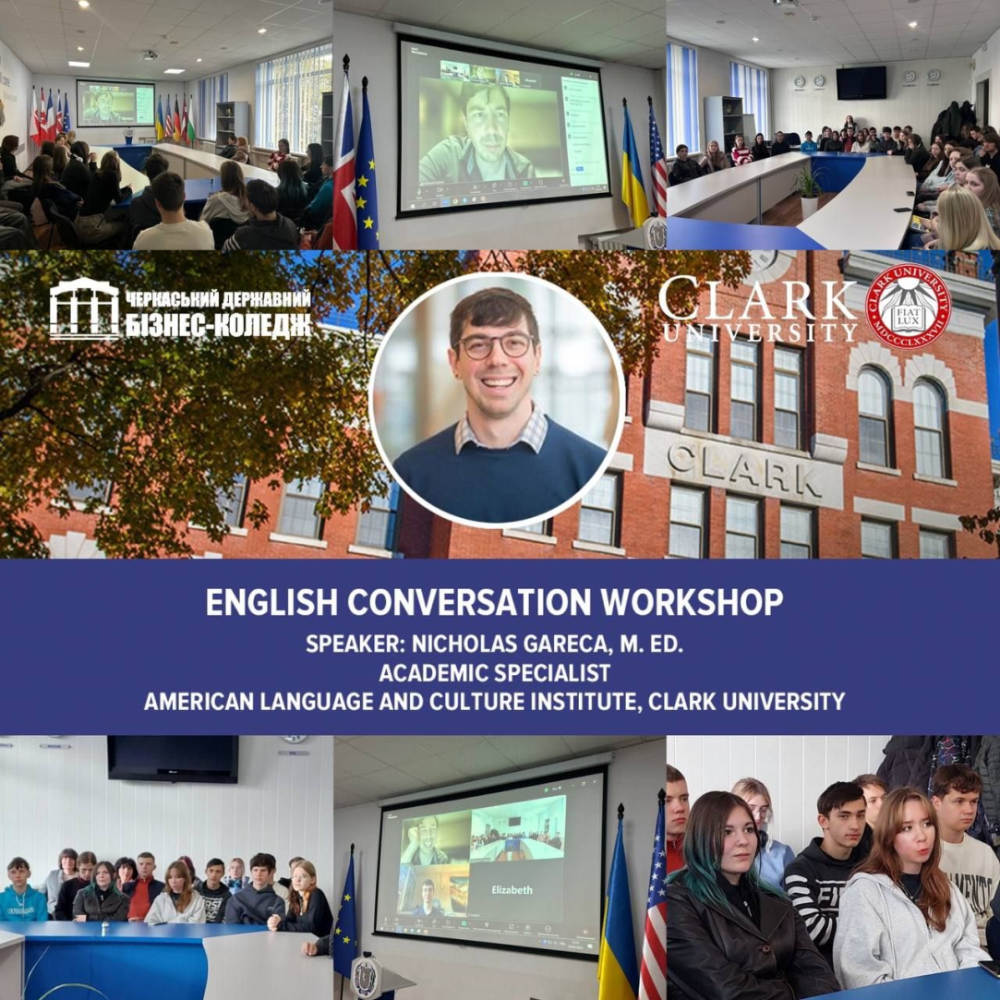 ЧЕРКАСЬКИЙ ДЕРЖАВНИЙ
БІЗНЕС-КОЛЕДЖ
CLARK
UNIVERSITY
CLARK UNIVERSITY
FIAT
LUX
MDCCCLXXXVII
CLARK
ENGLISH CONVERSATION WORKSHOP
SPEAKER: NICHOLAS GARECA, M. ED.
ACADEMIC SPECIALIST
AMERICAN LANGUAGE AND CULTURE INSTITUTE, CLARK UNIVERSITY
Elizabeth